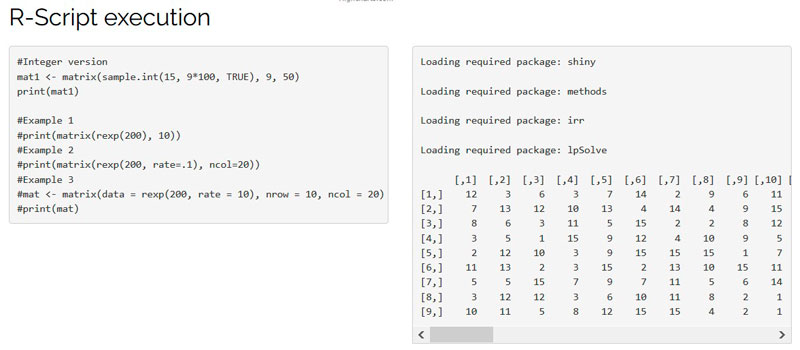 R-Script execution
#Integer version
mat1 <- matrix(sample.int(15, 9*100, TRUE), 9, 50)
print(mat1)
#Example 1
#print(matrix(rexp(200), 10))
#Example 2
#print(matrix(rexp(200, rate=.1), ncol=20))
#Example 3
#mat <- matrix(data = rexp(200, rate = 10), nrow = 10, ncol = 20)
#print(mat)
Loading required package: shiny
Loading required package: methods
Loading required package: irr
Loading required package: lpSolve
[,1] [,2] [,3] [,4] [,5] [,6] [,7] [,8] [,9] [,10] [
[1,] 12 3 6 3 7 14 2 9 6 11
[2,] 7 13 12 10 13 4 14 4 9 15
[3,] 8 6 3 11 5 15 2 2 8 12
[4,] 3 5 1 15 9 12 4 10 9 5
[5,] 2 12 10 3 9 15 15 15 1 7
[6,] 11 13 2 3 15 2 13 10 15 11
[7,] 5 5 15 7 9 7 11 5 6 14
[8,] 3 12 12 3 6 10 11 8 2 1
[9,] 10 11 5 8 12 15 15 4 2 1